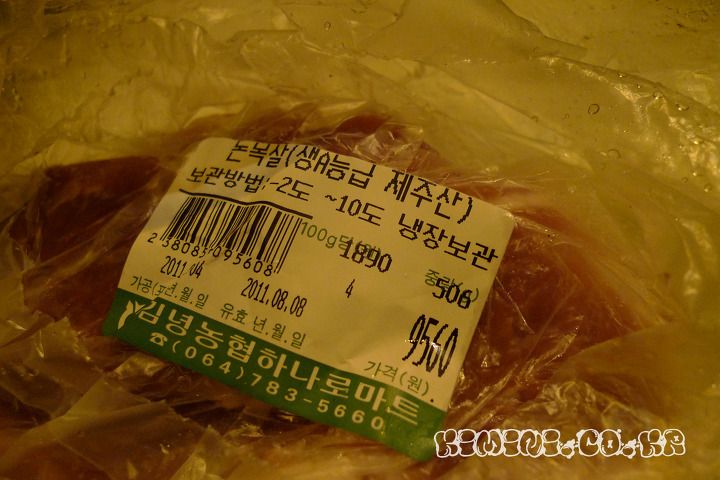 돈목살(생A등급 제주산)
보관방법:-2도 ~10도 냉장보관
100g당(원) 1890
506
2 580850 95608
2011 04 2011.08.08 4
가공(포)년.월.일 유효 년.월.일
9560
가격(원).
김녕농협하나로마트
☎(064)783-5660
KIMINI.CO.KR